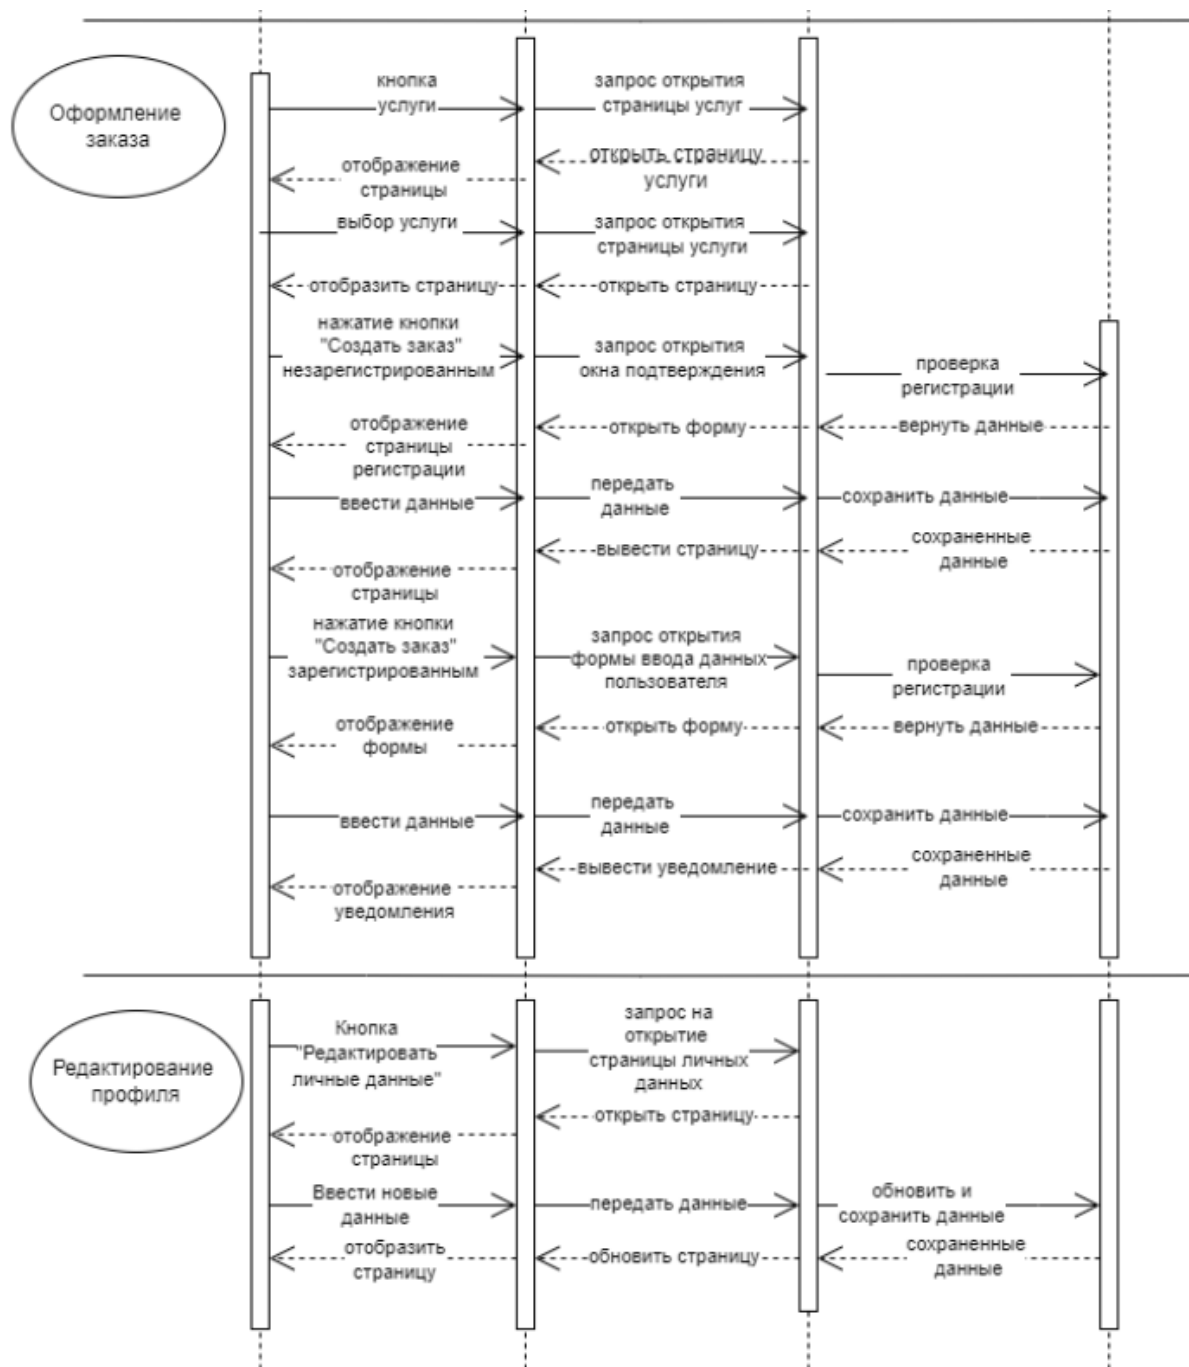 Оформление
заказа
кнопка
услуги
запрос открытия
страницы услуг
открыть страницу
услуги
отображение
страницы
выбор услуги
запрос открытия
страницы услуги
отобразить страницу
открыть страницу
нажатие кнопки
"Создать заказ"
незарегистрированным
запрос открытия
окна подтверждения
проверка
регистрации
вернуть данные
открыть форму
отображение
страницы
регистрации
ввести данные
передать
данные
сохранить данные
сохраненные
данные
вывести страницу
отображение
страницы
нажатие кнопки
"Создать заказ"
зарегистрированным
запрос открытия
формы ввода данных
пользователя
проверка
регистрации
вернуть данные
открыть форму
отображение
формы
ввести данные
передать
данные
сохранить данные
сохраненные
данные
вывести уведомление
отображение
уведомления
Редактирование
профиля
Кнопка
"Редактировать
личные данные"
запрос на
открытие
страницы личных
данных
открыть страницу
отображение
страницы
Ввести новые
данные
передать данные
обновить и
сохранить данные
сохраненные
данные
обновить страницу
отобразить
страницу